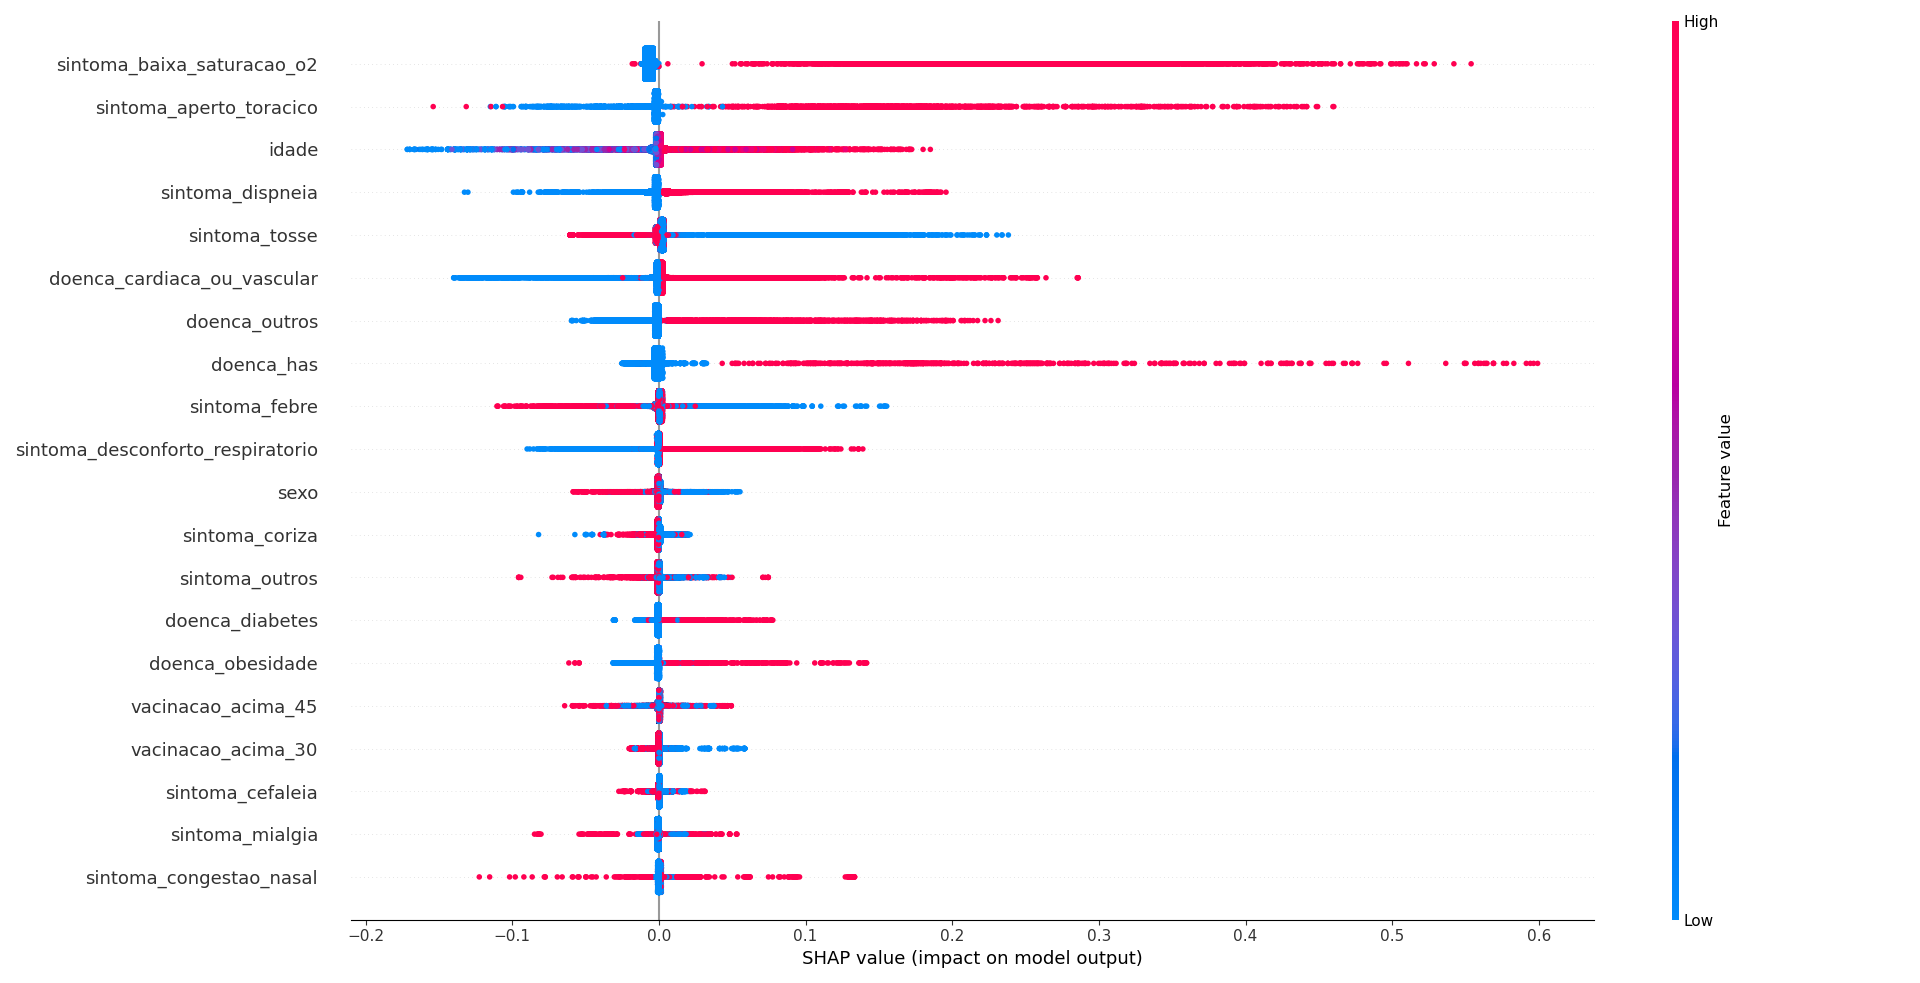 High
sintoma_baixa_saturacao_o2
sintoma_aperto_toracico
idade
sintoma_dispneia
sintoma_tosse
doenca_cardiaca_ou_vascular
doenca_outros
doenca_has
sintoma_febre
sintoma_desconforto_respiratorio
sexo
sintoma_coriza
sintoma_outros
doenca_diabetes
doenca_obesidade
vacinacao_acima_45
vacinacao_acima_30
sintoma_cefaleia
sintoma_mialgia
sintoma_congestao_nasal
Feature value
Low
−0.2 −0.1 0.0 0.1 0.2 0.3 0.4 0.5 0.6
SHAP value (impact on model output)